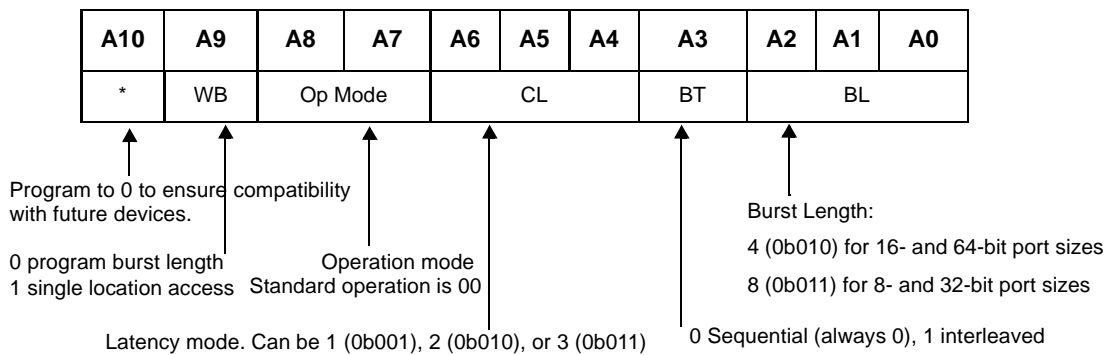 A10 A9 A8 A7 A6 A5 A4 A3 A2 A1 A0
* WB Op Mode CL BT BL
Program to 0 to ensure compatibility
with future devices.
0 program burst length
1 single location access
Operation mode
Standard operation is 00
Latency mode. Can be 1 (0b001), 2 (0b010), or 3 (0b011)
0 Sequential (always 0), 1 interleaved
Burst Length:
4 (0b010) for 16- and 64-bit port sizes
8 (0b011) for 8- and 32-bit port sizes